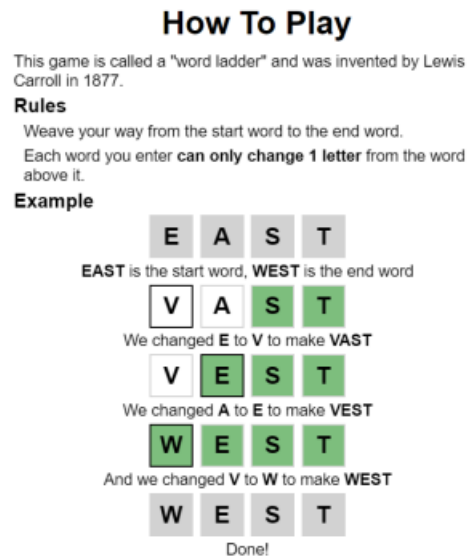 How To Play
This game is called a "word ladder" and was invented by Lewis
Carroll in 1877.
Rules
Weave your way from the start word to the end word.
Each word you enter can only change 1 letter from the word
above it.
Example
E A S T
EAST is the start word, WEST is the end word
V A S T
We changed E to V to make VAST
V E S T
We changed A to E to make VEST
W E S T
And we changed V to W to make WEST
W E S T
Done!